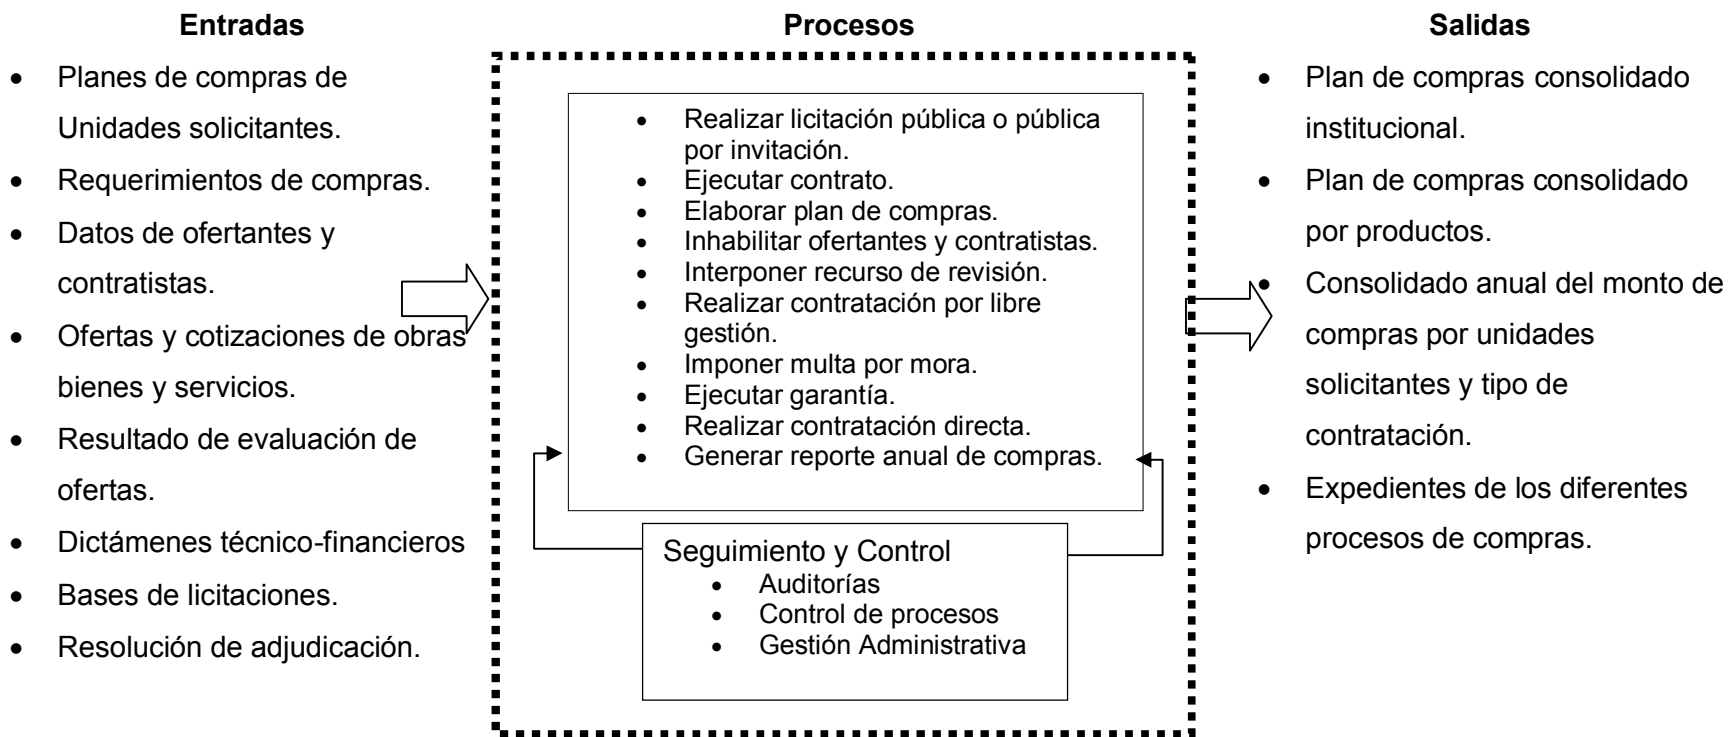 Entradas
• Planes de compras de
Unidades solicitantes.
• Requerimientos de compras.
• Datos de ofertantes y
contratistas.
• Ofertas y cotizaciones de obras
bienes y servicios.
• Resultado de evaluación de
ofertas.
• Dictámenes técnico-financieros
• Bases de licitaciones.
• Resolución de adjudicación.
Procesos
• Realizar licitación pública o pública
por invitación.
• Ejecutar contrato.
• Elaborar plan de compras.
• Inhabilitar ofertantes y contratistas.
• Interponer recurso de revisión.
• Realizar contratación por libre
gestión.
• Imponer multa por mora.
• Ejecutar garantía.
• Realizar contratación directa.
• Generar reporte anual de compras.
Seguimiento y Control
• Auditorías
• Control de procesos
• Gestión Administrativa
Salidas
• Plan de compras consolidado
institucional.
• Plan de compras consolidado
por productos.
• Consolidado anual del monto de
compras por unidades
solicitantes y tipo de
contratación.
• Expedientes de los diferentes
procesos de compras.